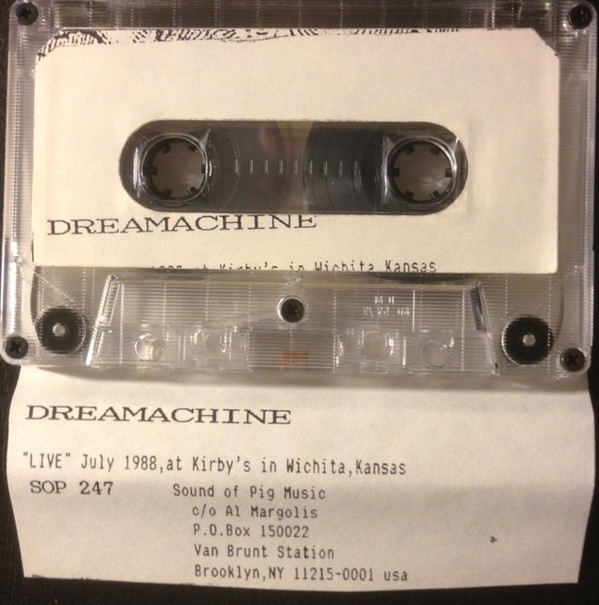 DREAMACHINE
at Kirby's in Wichita Kansas
DREAMACHINE
"LIVE" July 1988,at Kirby's in Wichita,Kansas
SOP 247 Sound of Pig Music
c/o Al Margolis
P.O.Box 150022
Van Brunt Station
Brooklyn,NY 11215-0001 usa